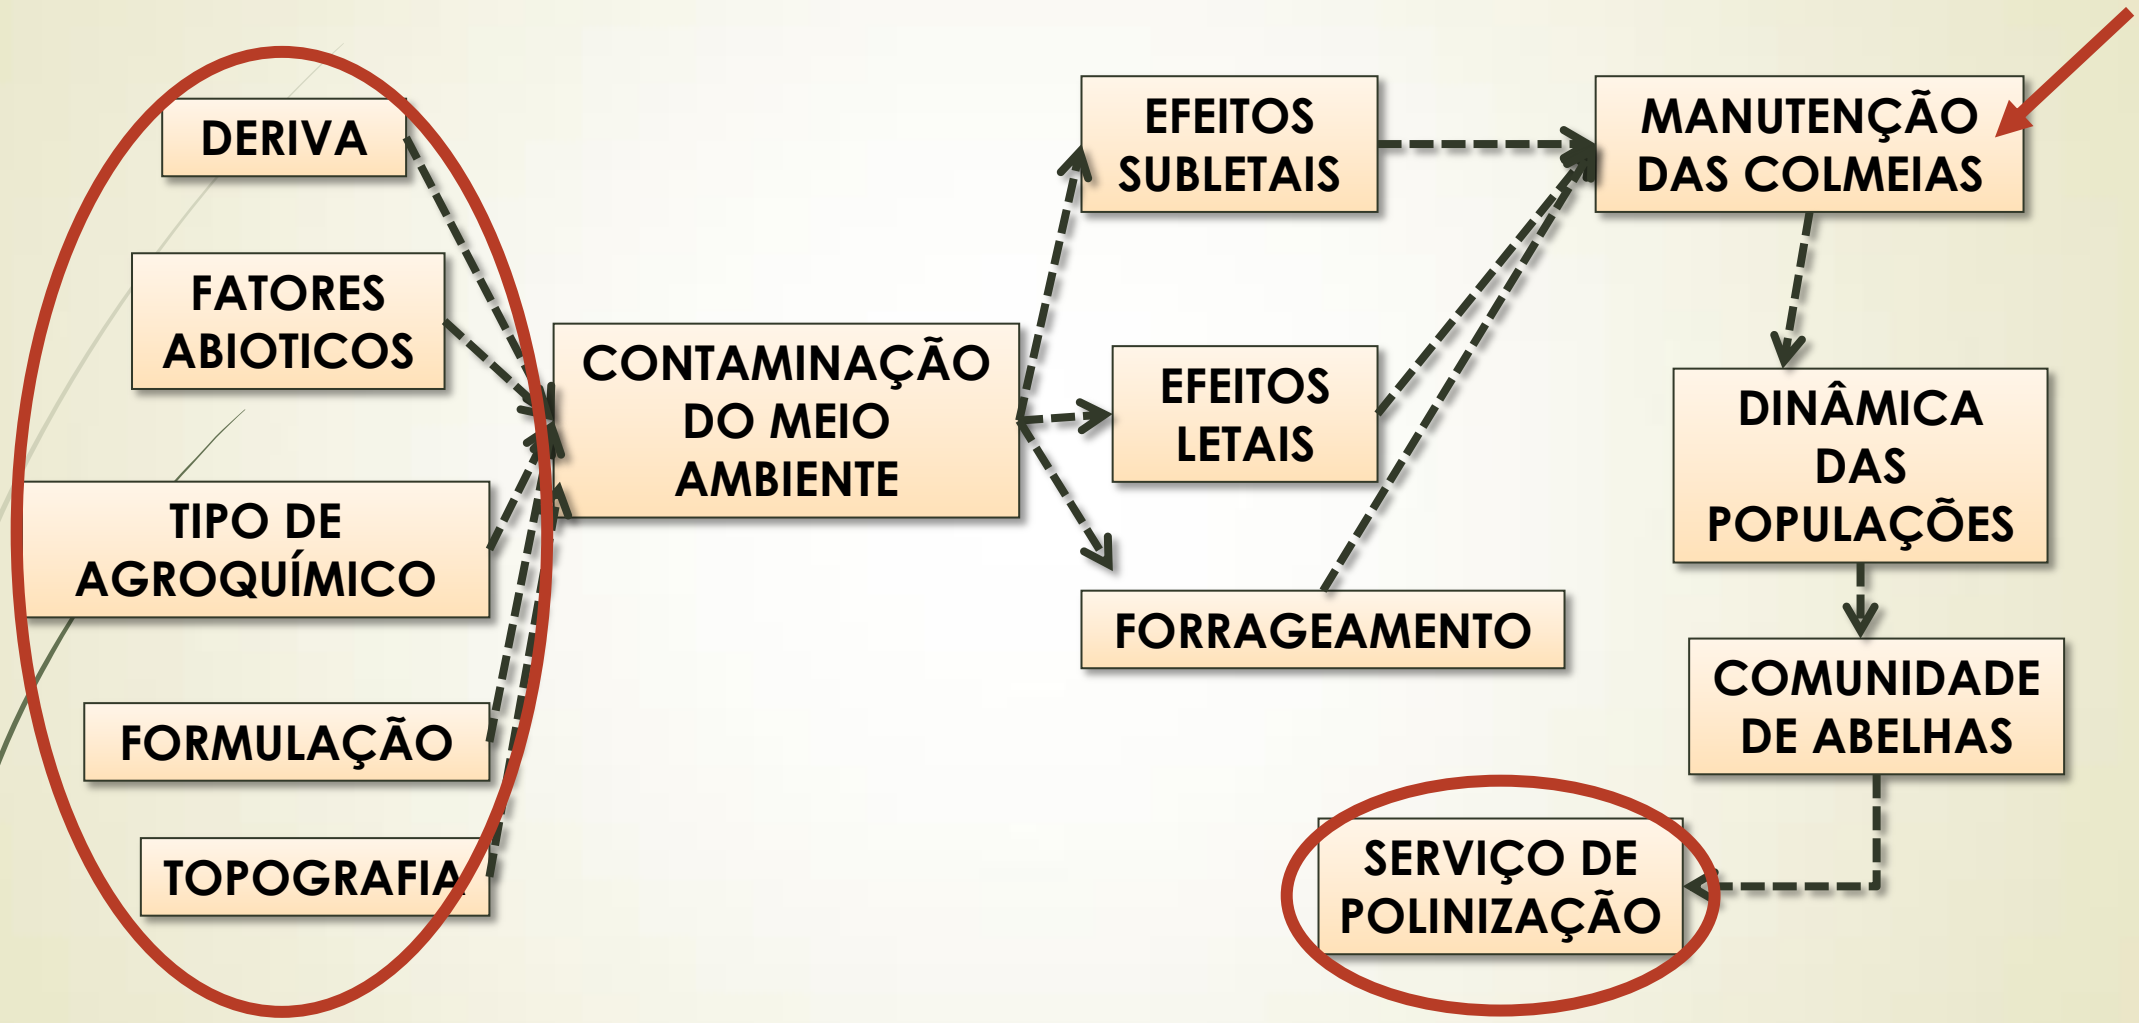 DERIVA
FATORES
ABIOTICOS
TIPO DE
AGROQUÍMICO
FORMULAÇÃO
TOPOGRAFIA
CONTAMINAÇÃO
DO MEIO
AMBIENTE
EFEITOS
SUBLETAIS
EFEITOS
LETAIS
FORRAGEAMENTO
MANUTENÇÃO
DAS COLMEIAS
DINÂMICA
DAS
POPULAÇÕES
COMUNIDADE
DE ABELHAS
SERVIÇO DE
POLINIZAÇÃO